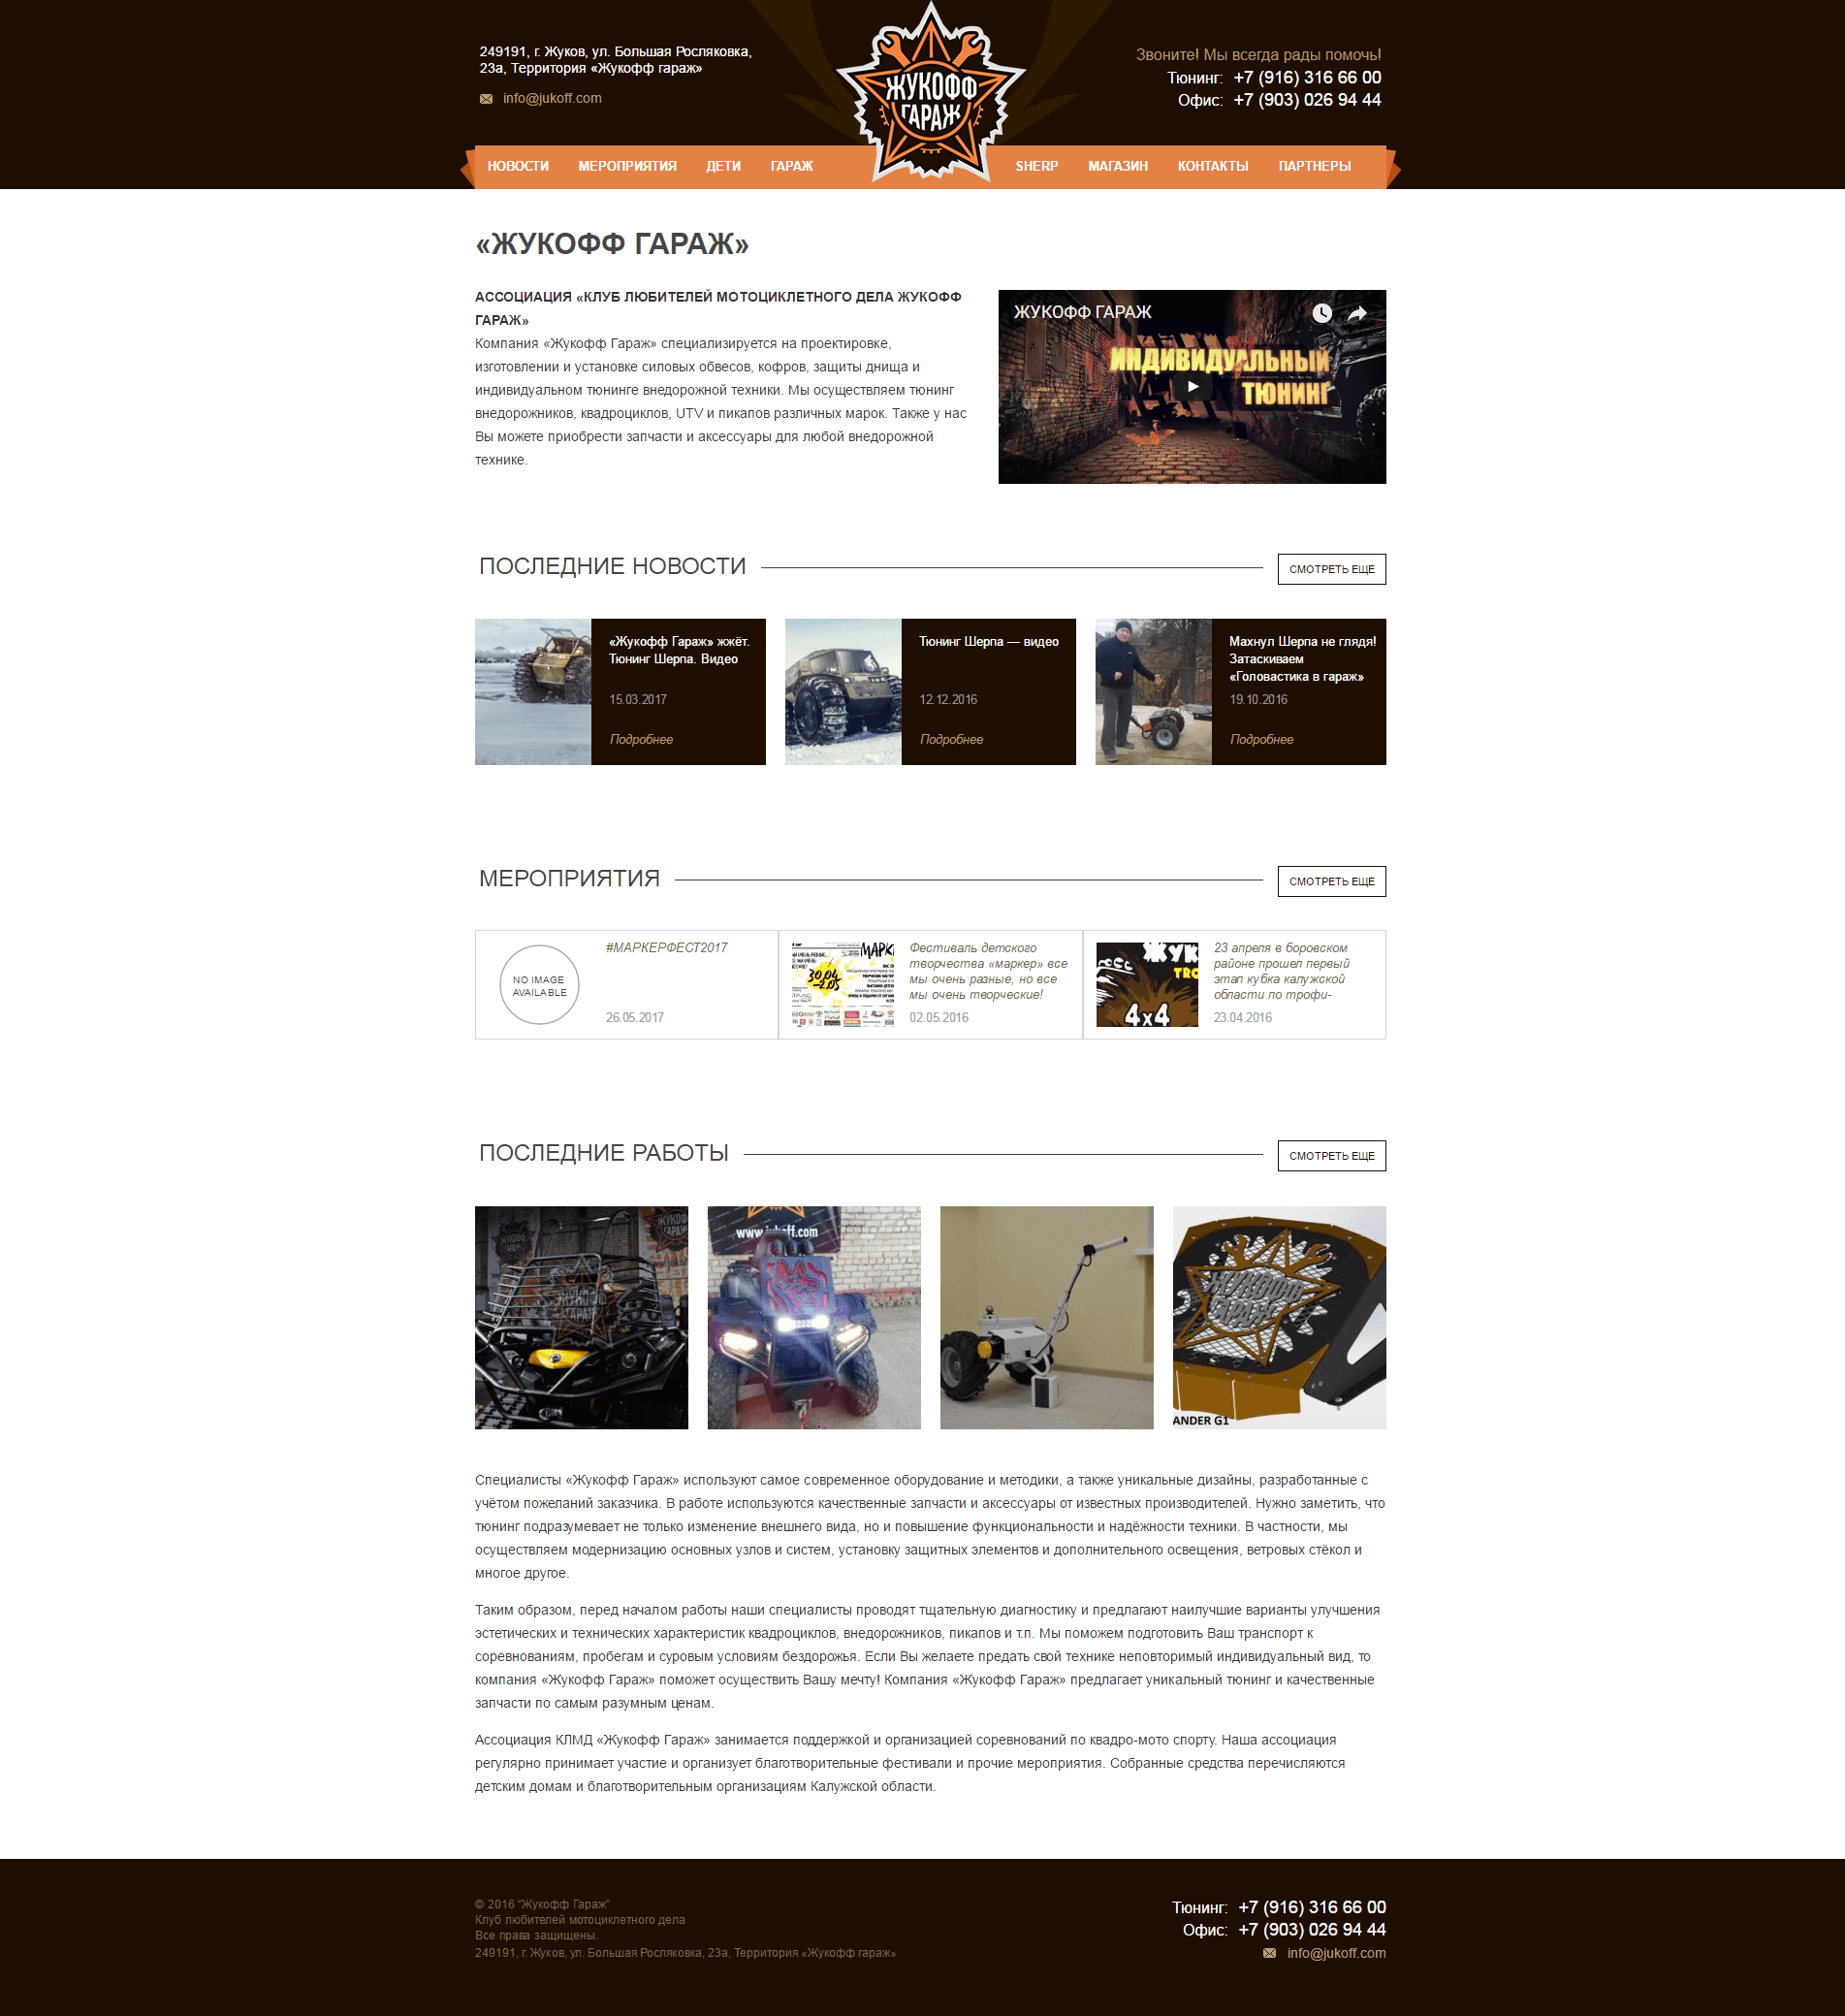 249191, г. Жуков, ул. Большая Росляковка,
23а, Территория «Жукофф гараж»
info@jukoff.com
ЖУКОФФ
ГАРАЖ
Звоните! Мы всегда рады помочь!
Тюнинг: +7 (916) 316 66 00
Офис: +7 (903) 026 94 44
НОВОСТИ МЕРОПРИЯТИЯ ДЕТИ ГАРАЖ SHERP МАГАЗИН КОНТАКТЫ ПАРТНЕРЫ
«ЖУКОФФ ГАРАЖ»
АССОЦИАЦИЯ «КЛУБ ЛЮБИТЕЛЕЙ МОТОЦИКЛЕТНОГО ДЕЛА ЖУКОФФ
ГАРАЖ»
Компания «Жукофф Гараж» специализируется на проектировке,
изготовлении и установке силовых обвесов, кофров, защиты днища и
индивидуальном тюнинге внедорожной техники. Мы осуществляем тюнинг
внедорожников, квадроциклов, UTV и пикапов различных марок. Также у нас
Вы можете приобрести запчасти и аксессуары для любой внедорожной
технике.
ЖУКОФФ ГАРАЖ
ИНДИВИДУАЛЬНЫЙ
ТЮНИНГ
ПОСЛЕДНИЕ НОВОСТИ
СМОТРЕТЬ ЕЩЕ
«Жукофф Гараж» жжёт.
Тюнинг Шерпа. Видео
15.03.2017
Подробнее
Тюнинг Шерпа — видео
12.12.2016
Подробнее
Махнул Шерпа не глядя!
Затаскиваем
«Головастика в гараж»
19.10.2016
Подробнее
МЕРОПРИЯТИЯ
СМОТРЕТЬ ЕЩЕ
NO IMAGE
AVAILABLE
#МАРКЕРФЕСТ2017
26.05.2017
МАРК
30.04
-2.05
Фестиваль детского
творчества «маркер» все
мы очень разные, но все
мы очень творческие!
02.05.2016
ЖУК
TRO
4x4
23 апреля в боровском
районе прошел первый
этап кубка калужской
области по трофи-
23.04.2016
ПОСЛЕДНИЕ РАБОТЫ
СМОТРЕТЬ ЕЩЕ
ЖУКОФФ
ГАРАЖ
www.jukoff.com
ЖУКОФФ
ГАРАЖ
ANDER G1
Специалисты «Жукофф Гараж» используют самое современное оборудование и методики, а также уникальные дизайны, разработанные с
учётом пожеланий заказчика. В работе используются качественные запчасти и аксессуары от известных производителей. Нужно заметить, что
тюнинг подразумевает не только изменение внешнего вида, но и повышение функциональности и надёжности техники. В частности, мы
осуществляем модернизацию основных узлов и систем, установку защитных элементов и дополнительного освещения, ветровых стёкол и
многое другое.
Таким образом, перед началом работы наши специалисты проводят тщательную диагностику и предлагают наилучшие варианты улучшения
эстетических и технических характеристик квадроциклов, внедорожников, пикапов и т.п. Мы поможем подготовить Ваш транспорт к
соревнованиям, пробегам и суровым условиям бездорожья. Если Вы желаете предать свой технике неповторимый индивидуальный вид, то
компания «Жукофф Гараж» поможет осуществить Вашу мечту! Компания «Жукофф Гараж» предлагает уникальный тюнинг и качественные
запчасти по самым разумным ценам.
Ассоциация КЛМД «Жукофф Гараж» занимается поддержкой и организацией соревнований по квадро-мото спорту. Наша ассоциация
регулярно принимает участие и организует благотворительные фестивали и прочие мероприятия. Собранные средства перечисляются
детским домам и благотворительным организациям Калужской области.
© 2016 "Жукофф Гараж"
Клуб любителей мотоциклетного дела
Все права защищены.
249191, г. Жуков, ул. Большая Росляковка, 23а, Территория «Жукофф гараж»
Тюнинг: +7 (916) 316 66 00
Офис: +7 (903) 026 94 44
info@jukoff.com